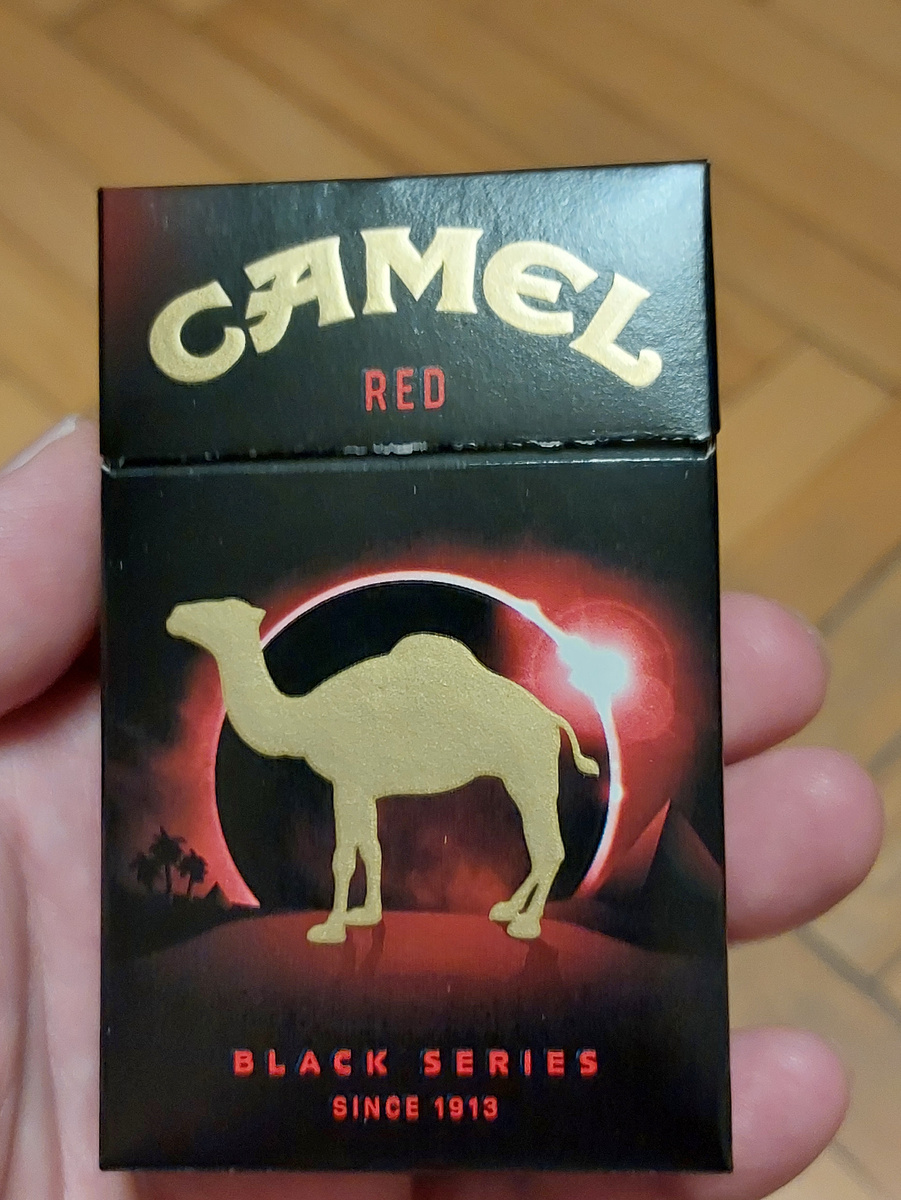 CAMEL
RED
BLACK SERIES
SINCE 1913